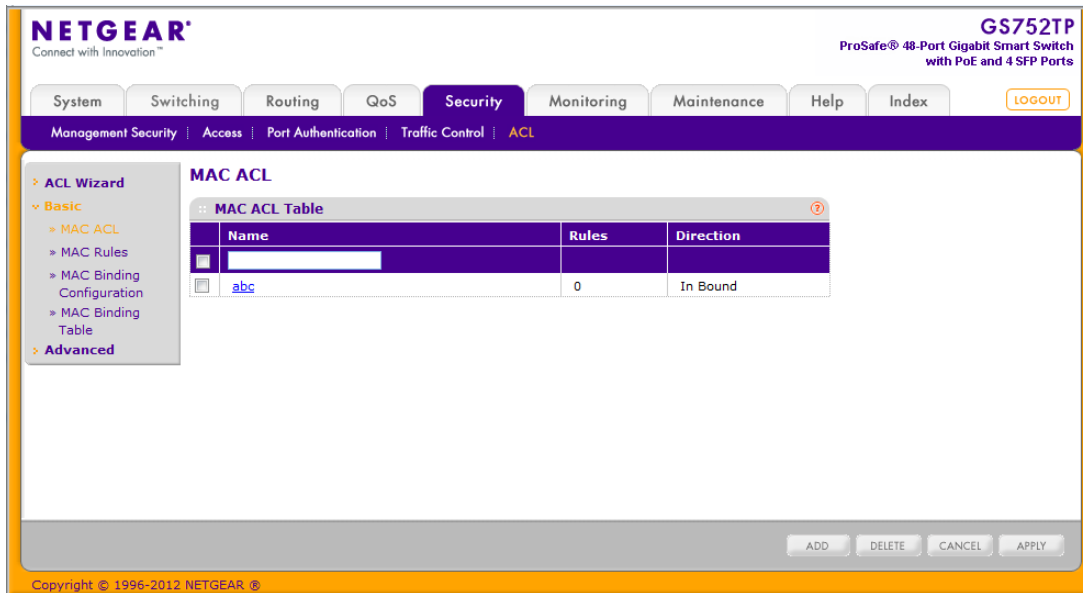 NETGEAR®
Connect with Innovation™
GS752TP
ProSafe® 48-Port Gigabit Smart Switch
with PoE and 4 SFP Ports
System Switching Routing QoS Security Monitoring Maintenance Help Index LOGOUT
Management Security Access Port Authentication Traffic Control ACL
ACL Wizard
Basic
» MAC ACL
» MAC Rules
» MAC Binding
Configuration
» MAC Binding
Table
Advanced
MAC ACL
MAC ACL Table ?
Name Rules Direction
abc 0 In Bound
ADD DELETE CANCEL APPLY
Copyright © 1996-2012 NETGEAR ®